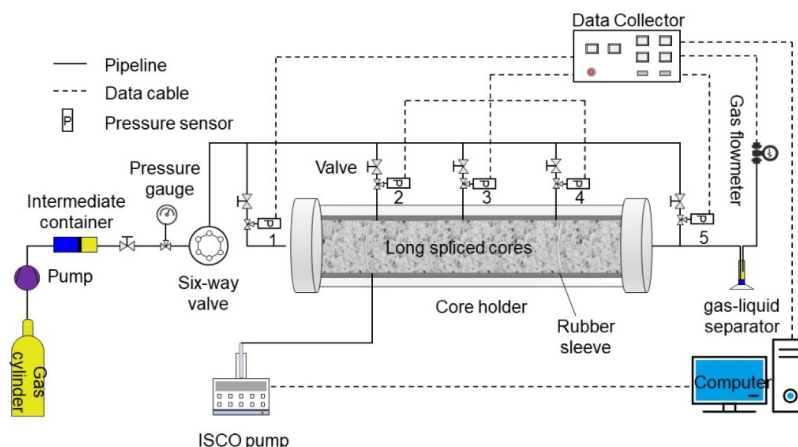 Data Collector
Pipeline
Data cable
P Pressure sensor
Pressure
gauge
Valve
Gas flowmeter
Intermediate
container
P
P
P
P
P
1
2
3
4
5
Long spliced cores
Pump
Six-way
valve
Core holder
Rubber
sleeve
gas-liquid
separator
Gas
cylinder
Computer
ISCO pump